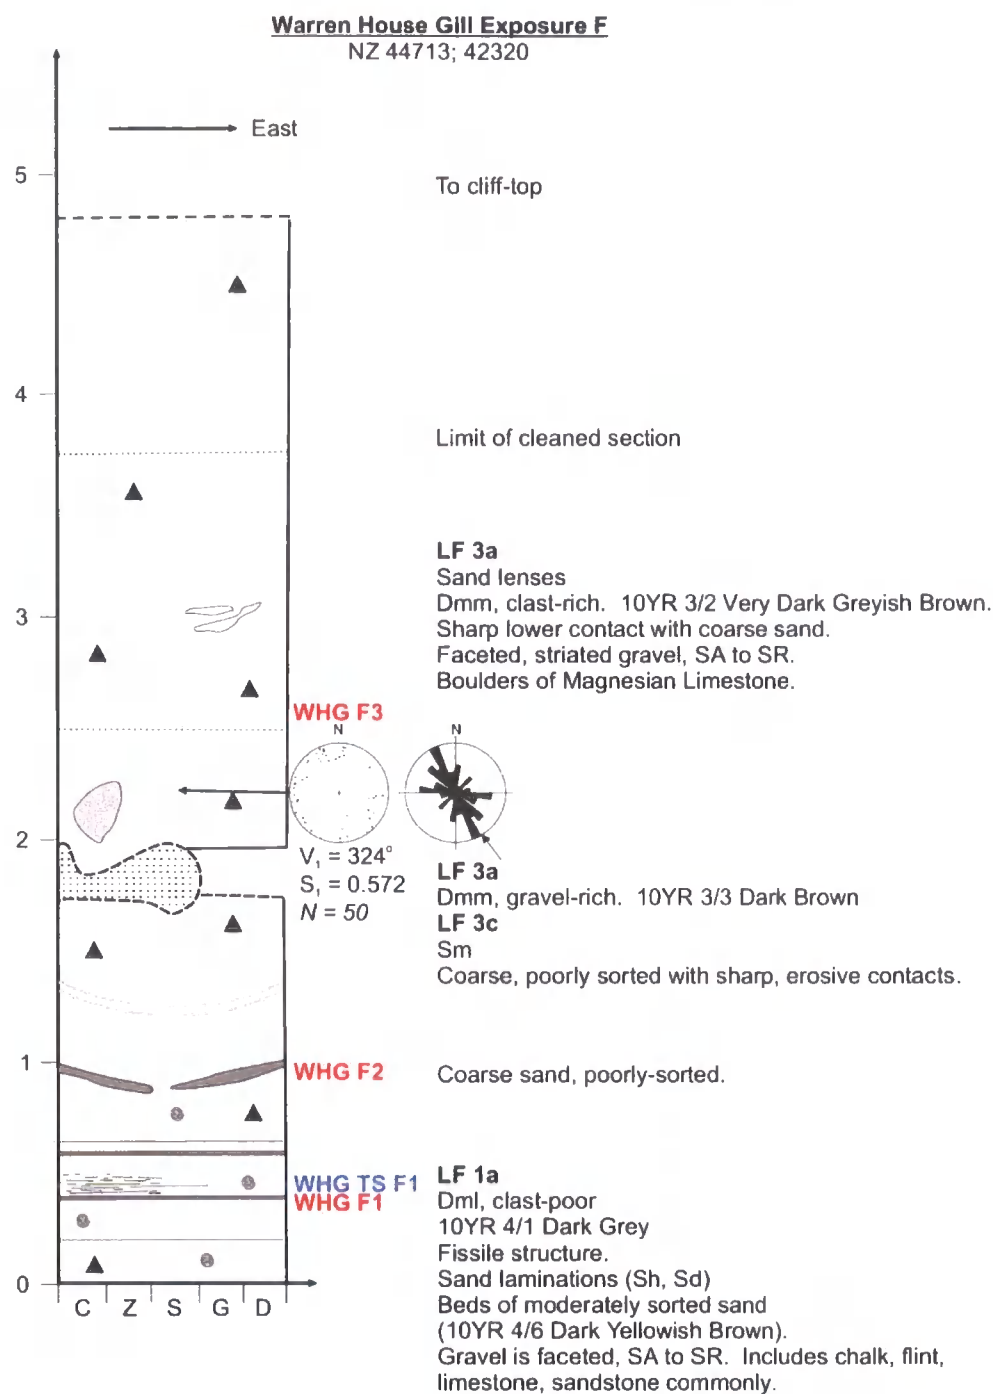 Warren House Gill Exposure F
NZ 44713; 42320
East
5
To cliff-top
4
Limit of cleaned section
LF 3a
Sand lenses
Dmm, clast-rich. 10YR 3/2 Very Dark Greyish Brown.
3
Sharp lower contact with coarse sand.
Faceted, striated gravel, SA to SR.
Boulders of Magnesian Limestone.
WHG F3
N
N
2
V₁ = 324°
S₁ = 0.572
N = 50
LF 3a
Dmm, gravel-rich. 10YR 3/3 Dark Brown
LF 3c
Sm
Coarse, poorly sorted with sharp, erosive contacts.
1
WHG F2
Coarse sand, poorly-sorted.
WHG TS F1
WHG F1
LF 1a
Dml, clast-poor
10YR 4/1 Dark Grey
Fissile structure.
Sand laminations (Sh, Sd)
Beds of moderately sorted sand
(10YR 4/6 Dark Yellowish Brown).
Gravel is faceted, SA to SR. Includes chalk, flint,
limestone, sandstone commonly.
0
C Z S G D